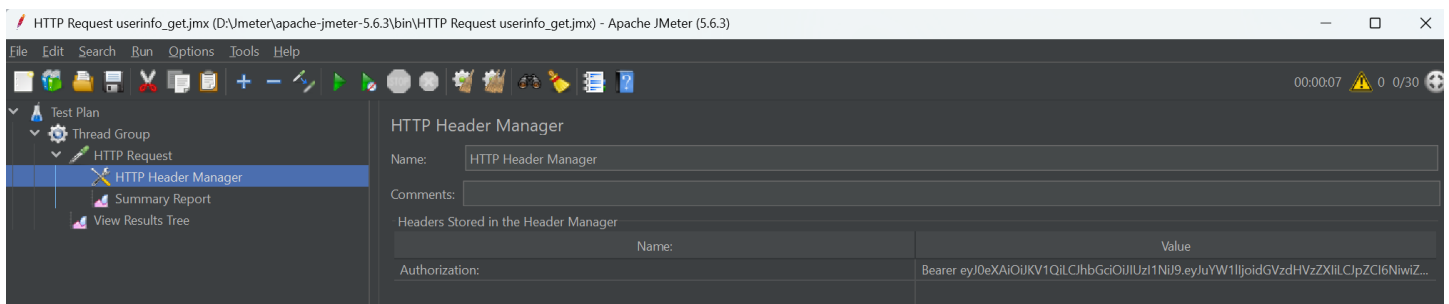 HTTP Request userinfo_get.jmx (D:\Jmeter\apache-jmeter-5.6.3\bin\HTTP Request userinfo_get.jmx) - Apache JMeter (5.6.3)
File Edit Search Run Options Tools Help
00:00:07 0 0/30
Test Plan
Thread Group
HTTP Request
HTTP Header Manager
Summary Report
View Results Tree
HTTP Header Manager
Name: HTTP Header Manager
Comments:
Headers Stored in the Header Manager
Name: Value
Authorization: Bearer eyJ0eXAiOiJKV1QiLCJhbGciOiJIUzI1NiJ9.eyJuYW1lIjoidGVzdHVzZXIiLCJpZCI6NiwiZ...